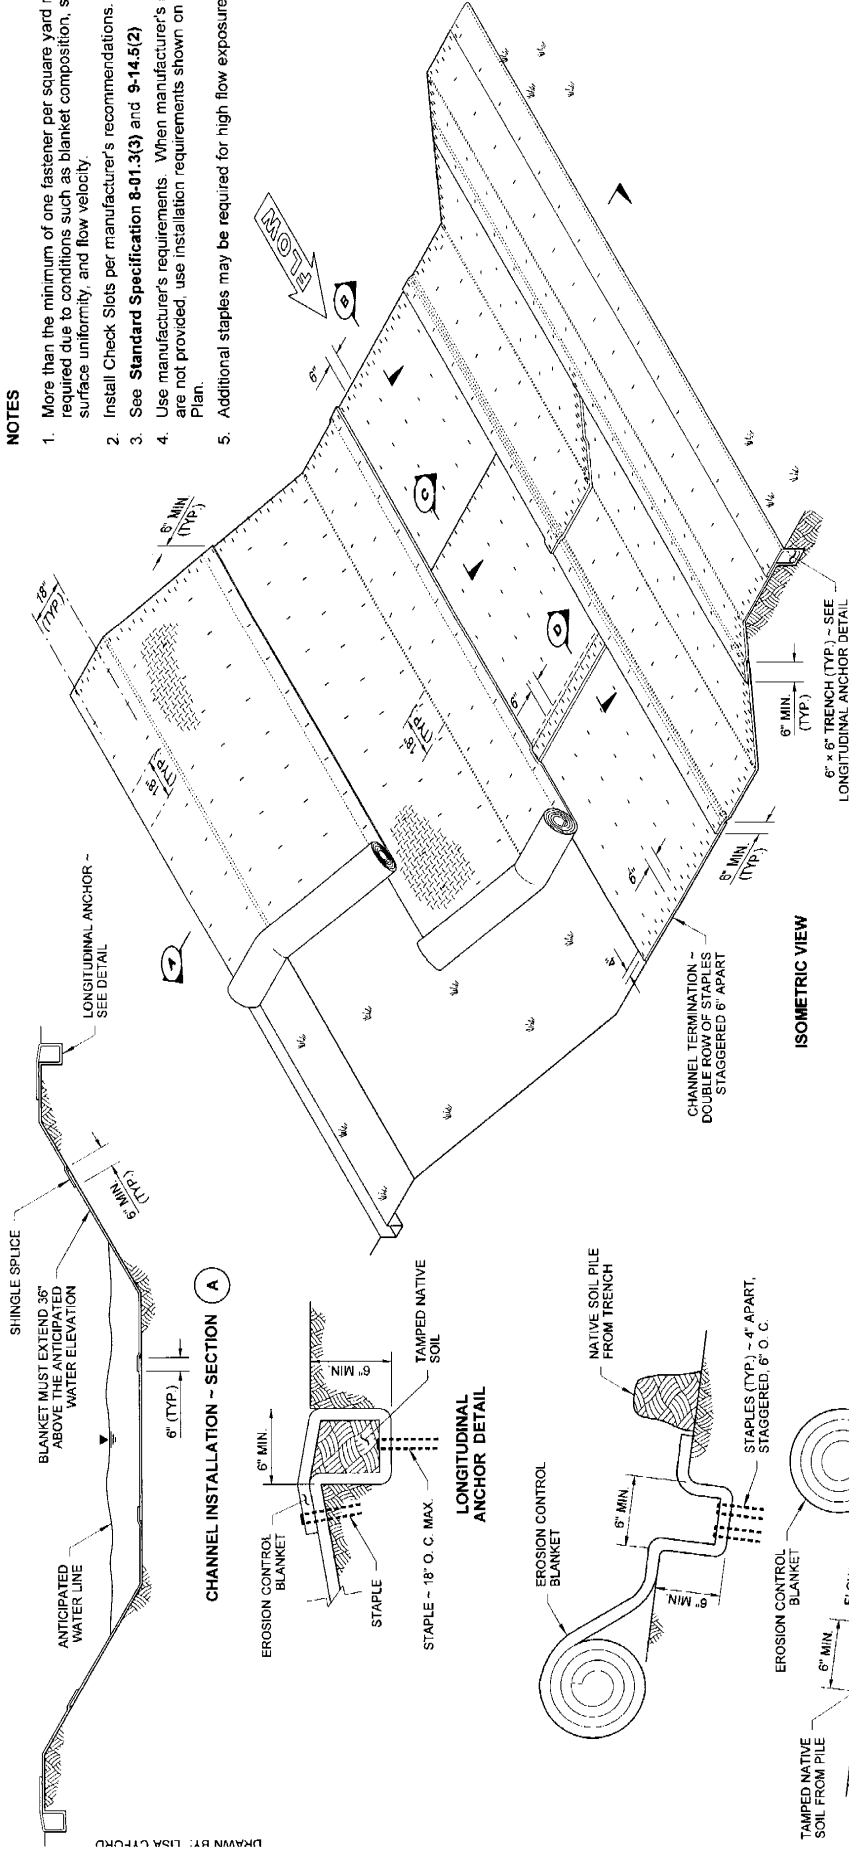 NOTES
1. More than the minimum of one fastener per square yard
required due to conditions such as blanket composition,
surface uniformity, and flow velocity.
2. Install Check Slots per manufacturer's recommendations.
3. See Standard Specification 8-01.3(3) and 9-14.5(2)
4. Use manufacturer's requirements. When manufacturer's
are not provided, use installation requirements shown on
Plan.
5. Additional staples may be required for high flow exposure
SHINGLE SPLICE
BLANKET MUST EXTEND 36"
ABOVE THE ANTICIPATED
WATER ELEVATION
ANTICIPATED
WATER LINE
LONGITUDINAL ANCHOR ~
SEE DETAIL
6" MIN.
(TYP.)
6" (TYP.)
CHANNEL INSTALLATION ~ SECTION A
EROSION CONTROL
BLANKET
6" MIN.
6" MIN.
TAMPED NATIVE
SOIL
STAPLE
STAPLE ~ 18" O. C. MAX.
LONGITUDINAL
ANCHOR DETAIL
EROSION CONTROL
BLANKET
NATIVE SOIL PILE
FROM TRENCH
6" MIN.
6" MIN.
STAPLES (TYP.) ~ 4" APART,
STAGGERED, 6" O. C.
TAMPED NATIVE
SOIL FROM PILE
6" MIN.
EROSION CONTROL
BLANKET
FLOW
18"
(TYP.)
6" MIN
(TYP.)
18"
(TYP.)
18"
(TYP.)
FLOW
A
B
C
D
6"
6"
6"
4"
CHANNEL TERMINATION ~
DOUBLE ROW OF STAPLES
STAGGERED 6" APART
6" MIN.
(TYP.)
6" MIN.
(TYP.)
6" × 6" TRENCH (TYP.) ~ SEE
LONGITUDINAL ANCHOR DETAIL
ISOMETRIC VIEW
DRAWN BY: LISA CYFORD